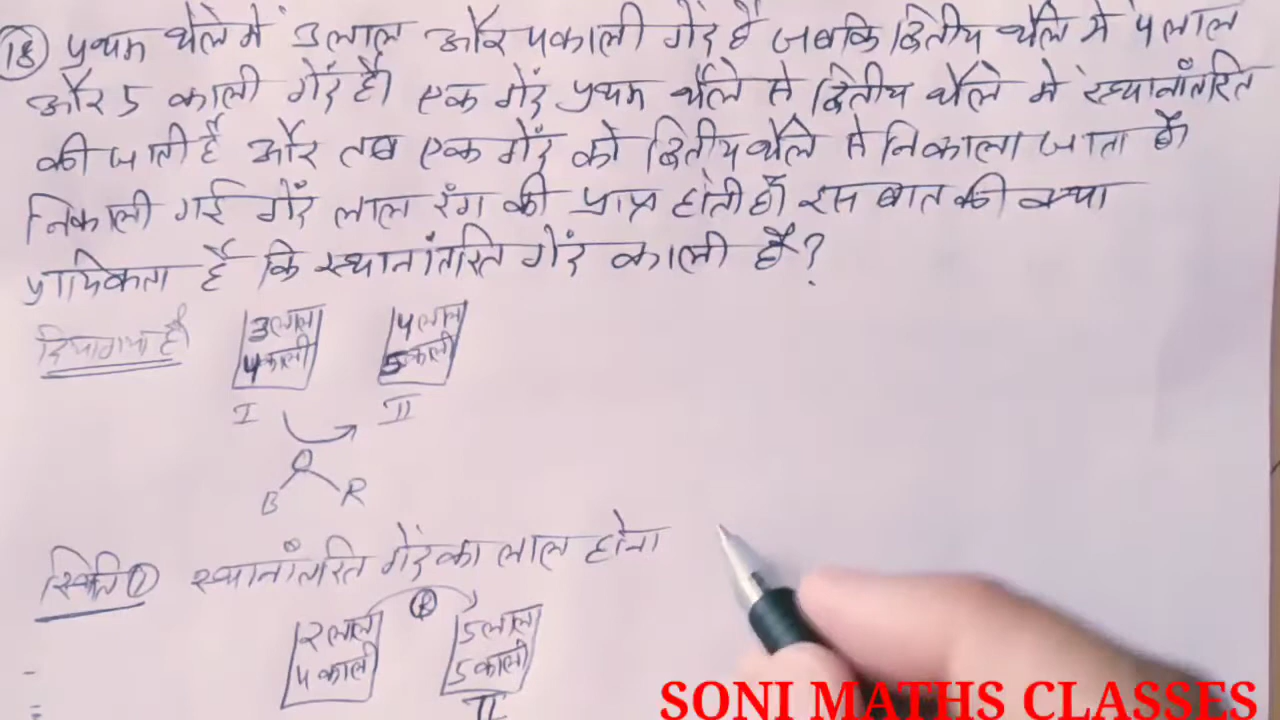 18 प्रथम थैले में 3 लाल और 4 काली गेंदें हैं जबकि द्वितीय थैले में 4 लाल
और 5 काली गेंदें हैं। एक गेंद प्रथम थैले से द्वितीय थैले में स्थानांतरित
की जाती है और तब एक गेंद को द्वितीय थैले से निकाला जाता है।
निकाली गई गेंद लाल रंग की प्राप्त होती है। इस बात की क्या
प्रायिकता है कि स्थानांतरित गेंद काली है?
दिया गया है
3 लाल
4 काली
I
4 लाल
5 काली
II
B R
स्थिति ① स्थानांतरित गेंद का लाल होना
R
2 लाल
4 काली
5 लाल
5 काली
II
SONI MATHS CLASSES